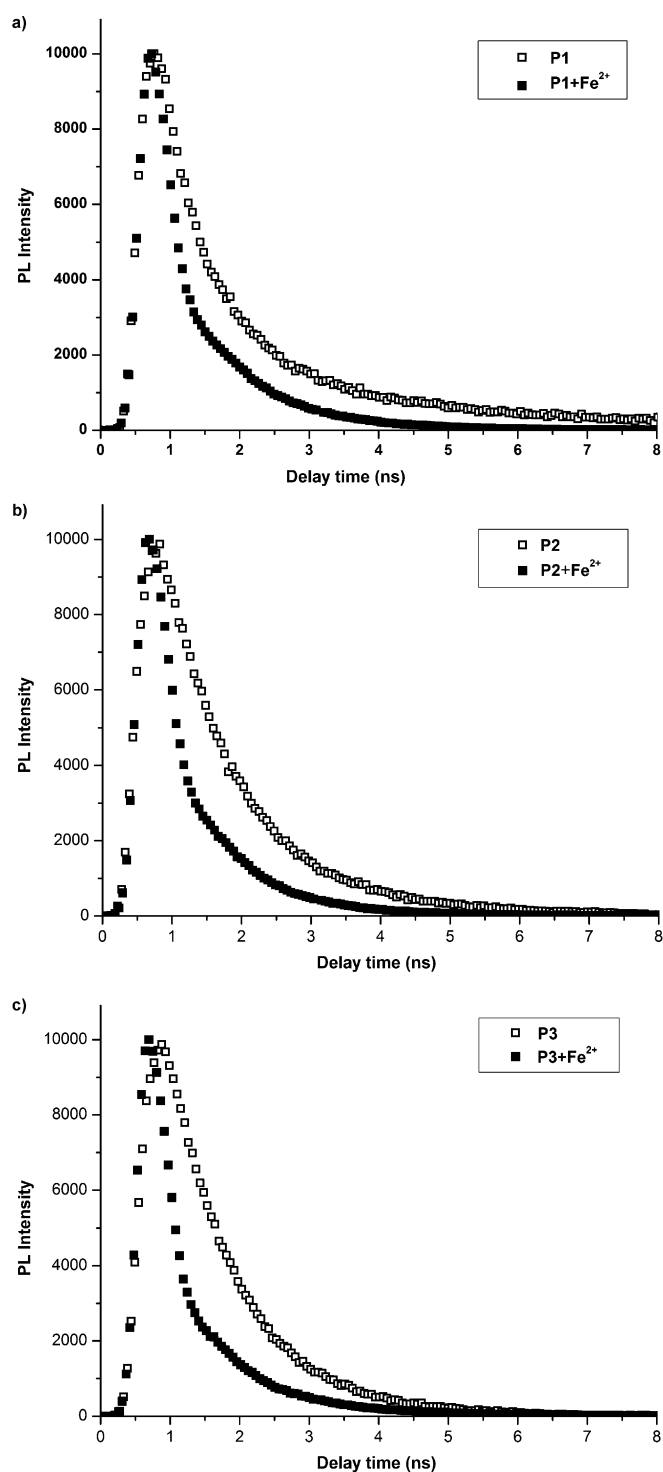 a)
10000
8000
6000
4000
2000
0
PL Intensity
P1
P1+Fe²⁺
0 1 2 3 4 5 6 7 8
Delay time (ns)
b)
10000
8000
6000
4000
2000
0
PL Intensity
P2
P2+Fe²⁺
0 1 2 3 4 5 6 7 8
Delay time (ns)
c)
10000
8000
6000
4000
2000
0
PL Intensity
P3
P3+Fe²⁺
0 1 2 3 4 5 6 7 8
Delay time (ns)